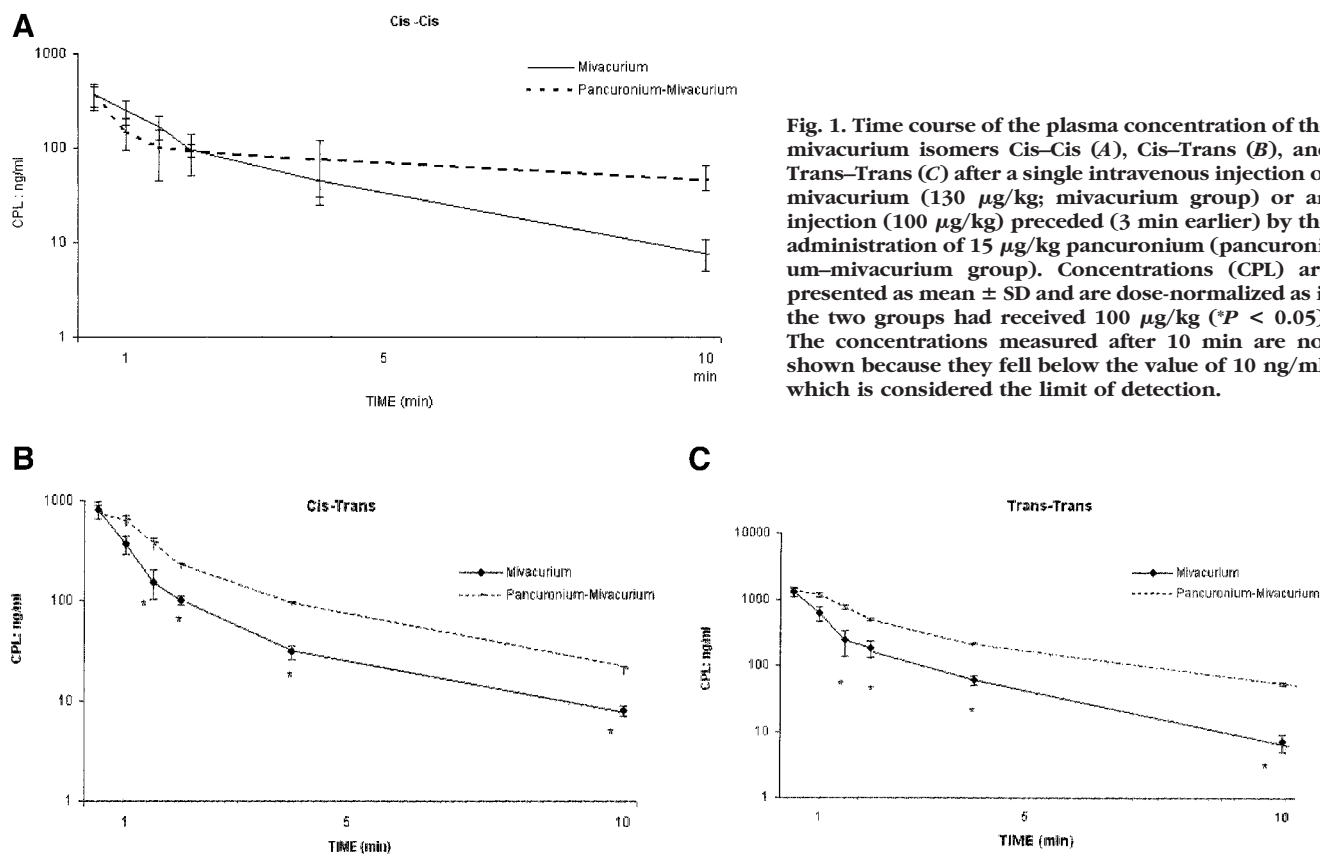 A
Cis -Cis
1000
100
10
1
CPL: ng/ml
Mivacurium
Pancuronium-Mivacurium
1
5
10
min
TIME (min)
Fig. 1. Time course of the plasma concentration of th
mivacurium isomers Cis–Cis (A), Cis–Trans (B), and
Trans–Trans (C) after a single intravenous injection o
mivacurium (130 μg/kg; mivacurium group) or an
injection (100 μg/kg) preceded (3 min earlier) by th
administration of 15 μg/kg pancuronium (pancuroni
um–mivacurium group). Concentrations (CPL) ar
presented as mean ± SD and are dose-normalized as i
the two groups had received 100 μg/kg (*P < 0.05)
The concentrations measured after 10 min are no
shown because they fell below the value of 10 ng/ml
which is considered the limit of detection.
B
Cis-Trans
1000
100
10
1
CPL: ng/ml
Mivacurium
Pancuronium-Mivacurium
*
*
*
*
1
5
10
TIME (min)
C
Trans-Trans
10000
1000
100
10
1
CPL: ng/ml
Mivacurium
Pancuronium-Mivacurium
*
*
*
*
1
5
10
TIME (min)